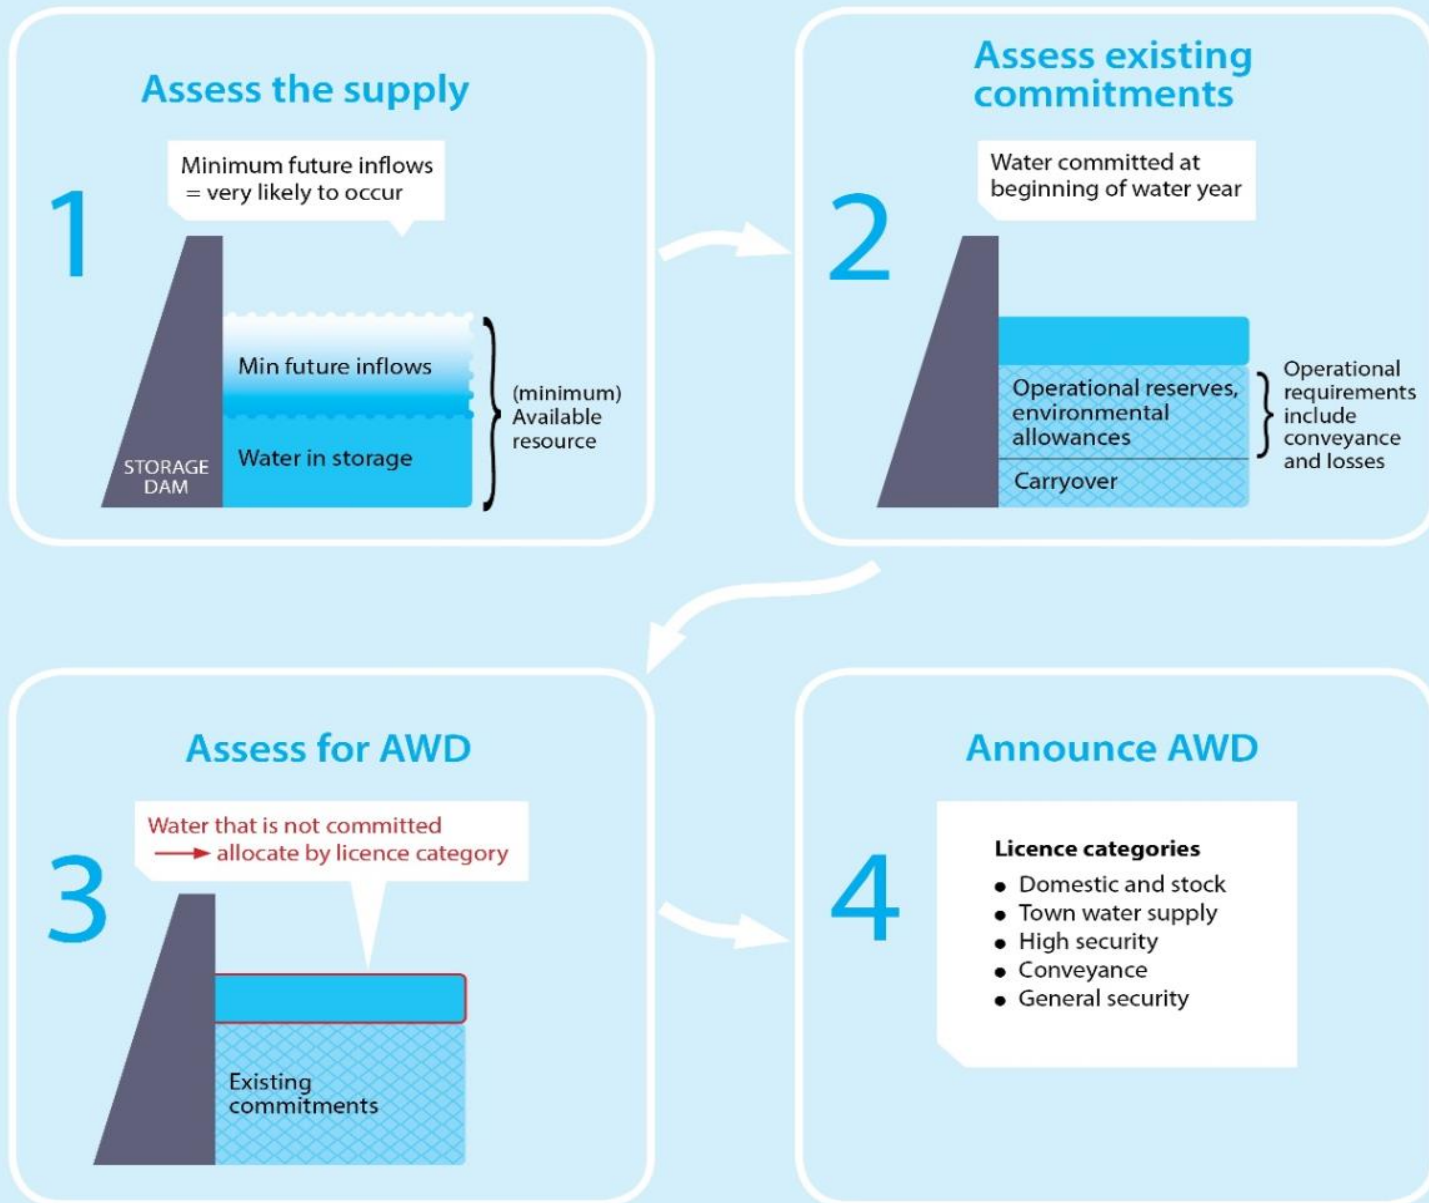 Assess the supply
1
Minimum future inflows
= very likely to occur
Min future inflows
Water in storage
STORAGE
DAM
(minimum)
Available
resource
Assess existing
commitments
2
Water committed at
beginning of water year
Operational reserves,
environmental
allowances
Carryover
Operational
requirements
include
conveyance
and losses
Assess for AWD
3
Water that is not committed
→ allocate by licence category
Existing
commitments
Announce AWD
4
Licence categories
• Domestic and stock
• Town water supply
• High security
• Conveyance
• General security